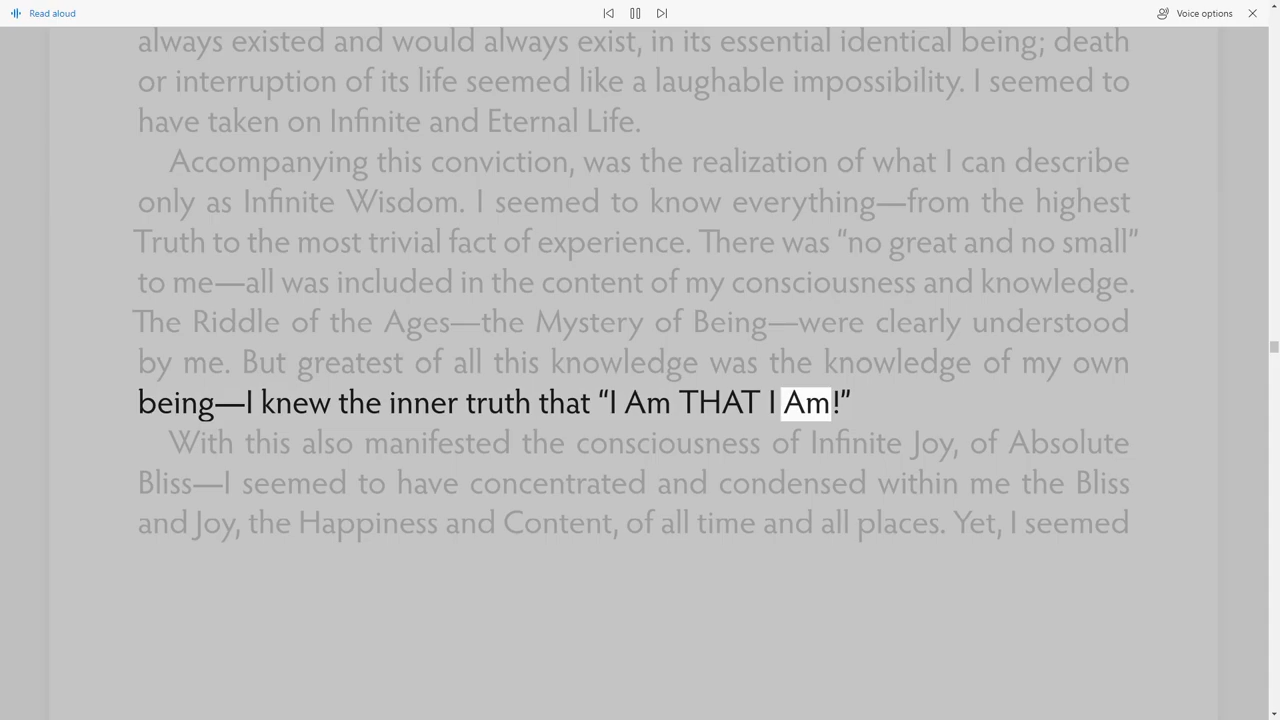 Read aloud
Voice options
always existed and would always exist, in its essential identical being; death
or interruption of its life seemed like a laughable impossibility. I seemed to
have taken on Infinite and Eternal Life.
Accompanying this conviction, was the realization of what I can describe
only as Infinite Wisdom. I seemed to know everything—from the highest
Truth to the most trivial fact of experience. There was “no great and no small”
to me—all was included in the content of my consciousness and knowledge.
The Riddle of the Ages—the Mystery of Being—were clearly understood
by me. But greatest of all this knowledge was the knowledge of my own
being—I knew the inner truth that “I Am THAT I Am!”
With this also manifested the consciousness of Infinite Joy, of Absolute
Bliss—I seemed to have concentrated and condensed within me the Bliss
and Joy, the Happiness and Content, of all time and all places. Yet, I seemed